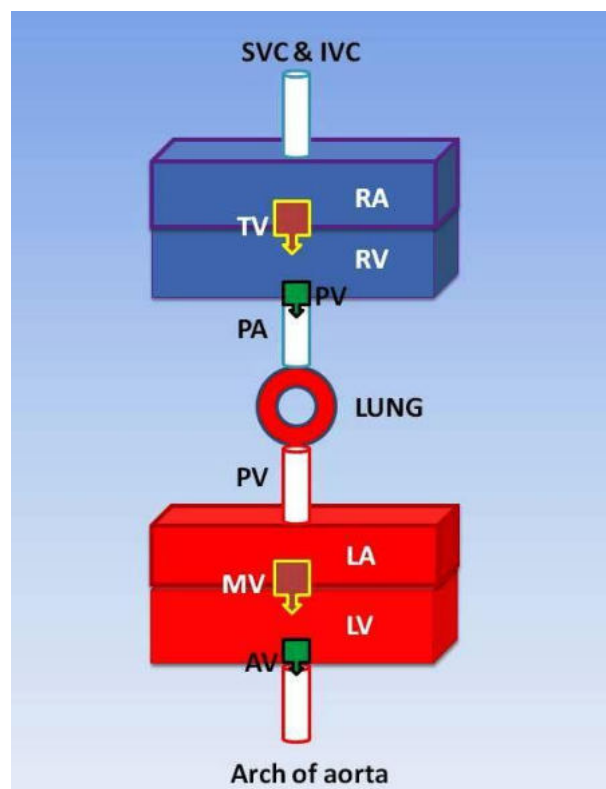 SVC & IVC
RA
TV
RV
PV
PA
LUNG
PV
LA
MV
LV
AV
Arch of aorta